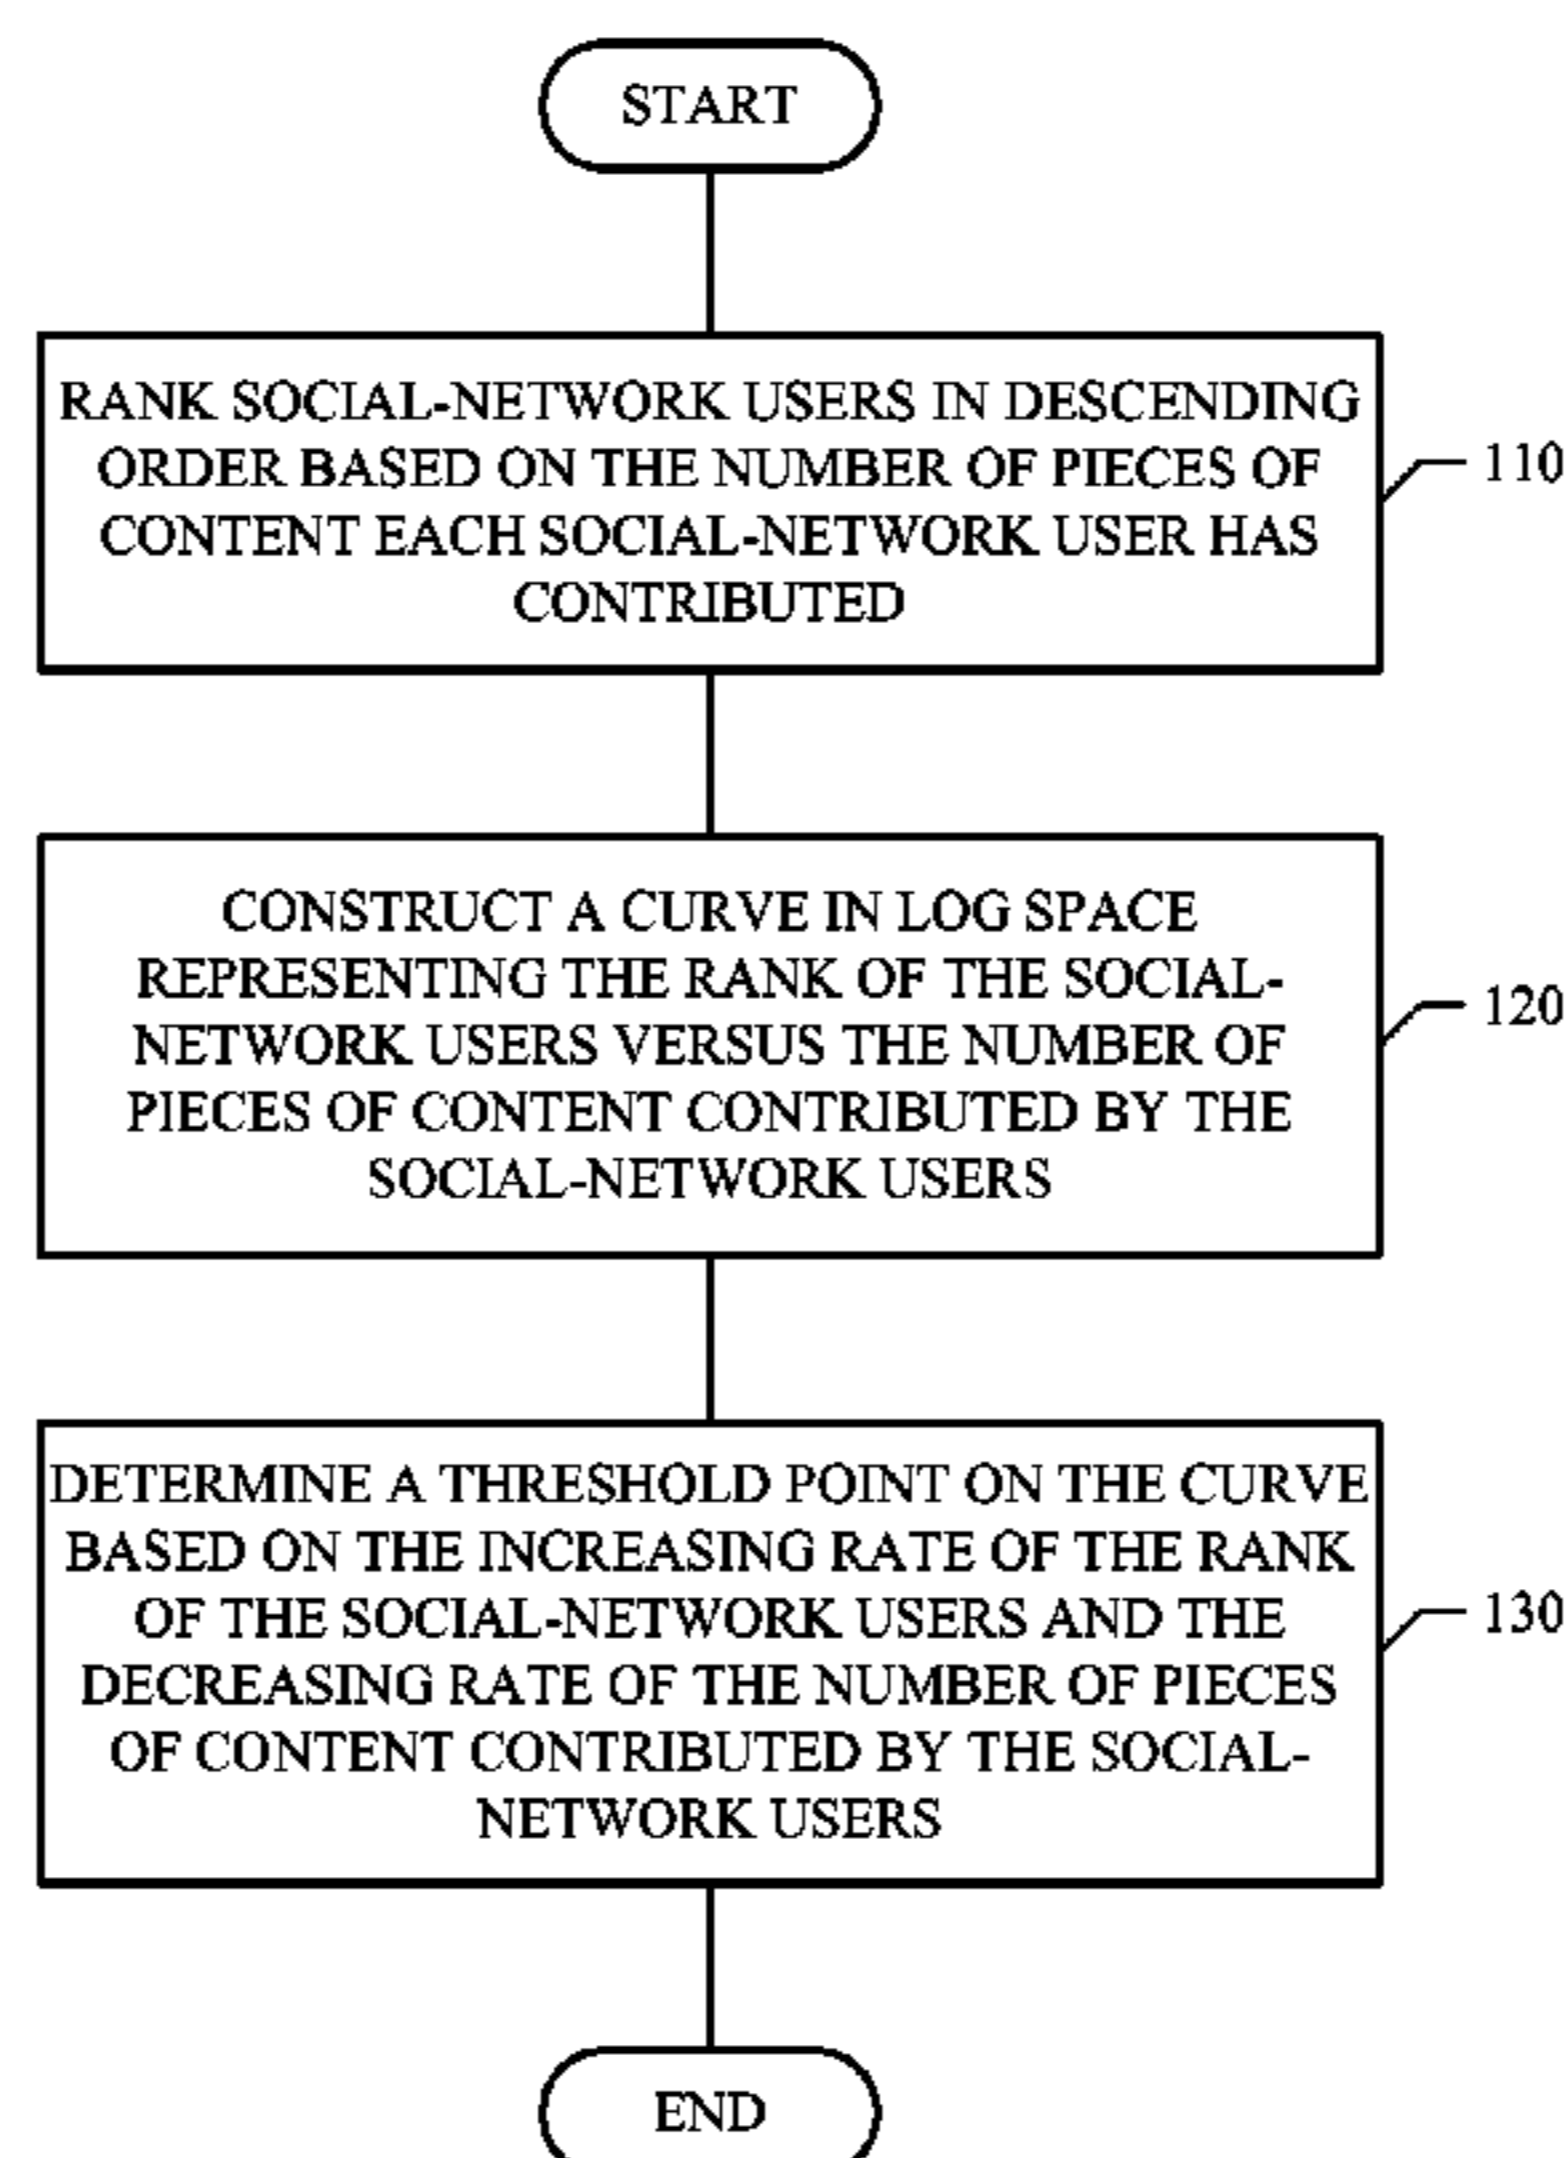 START
RANK SOCIAL-NETWORK USERS IN DESCENDING
ORDER BASED ON THE NUMBER OF PIECES OF
CONTENT EACH SOCIAL-NETWORK USER HAS
CONTRIBUTED
110
CONSTRUCT A CURVE IN LOG SPACE
REPRESENTING THE RANK OF THE SOCIAL-
NETWORK USERS VERSUS THE NUMBER OF
PIECES OF CONTENT CONTRIBUTED BY THE
SOCIAL-NETWORK USERS
120
DETERMINE A THRESHOLD POINT ON THE CURVE
BASED ON THE INCREASING RATE OF THE RANK
OF THE SOCIAL-NETWORK USERS AND THE
DECREASING RATE OF THE NUMBER OF PIECES
OF CONTENT CONTRIBUTED BY THE SOCIAL-
NETWORK USERS
130
END